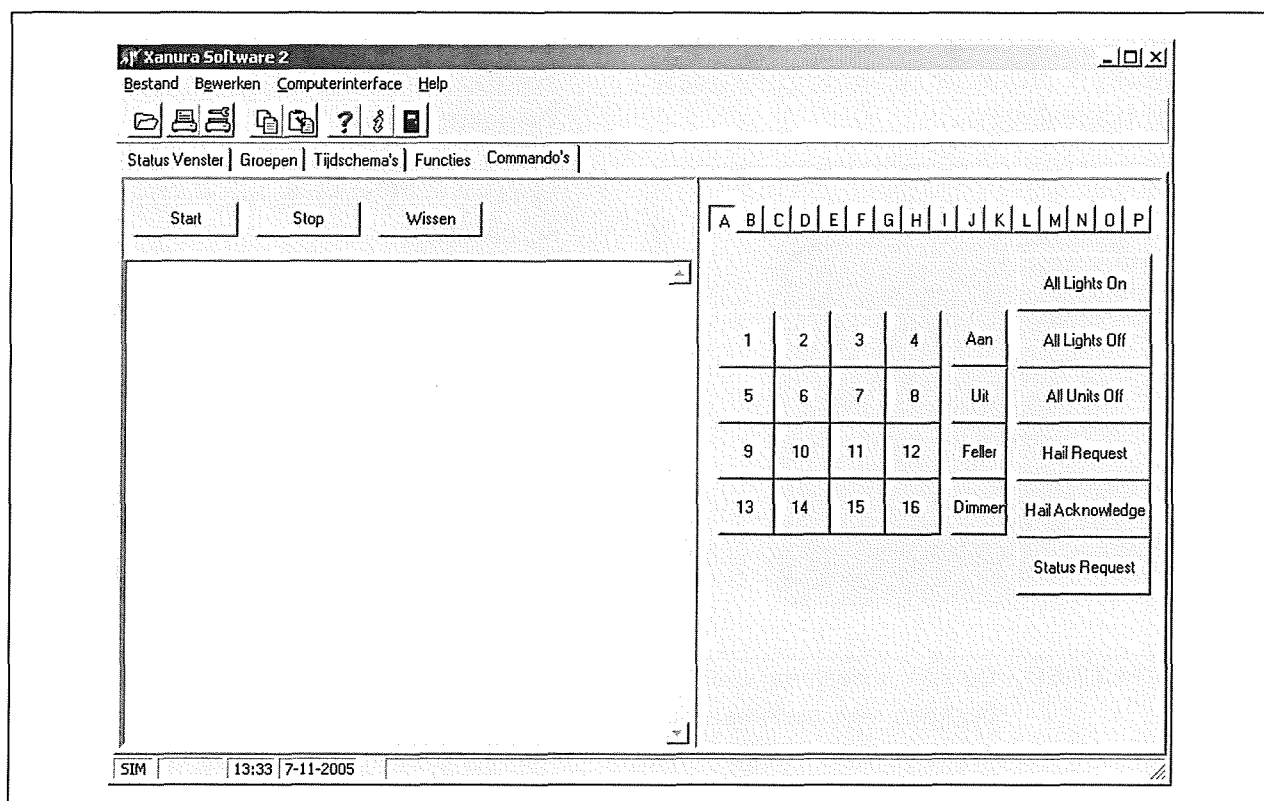 Xanura Software 2
Bestand Bewerken Computerinterface Help
Status Venster Groepen Tijdschema's Functies Commando's
Start Stop Wissen
A B C D E F G H I J K L M N O P
All Lights On
1 2 3 4 Aan All Lights Off
5 6 7 8 Uit All Units Off
9 10 11 12 Feller Hail Request
13 14 15 16 Dimmer Hail Acknowledge
Status Request
SIM 13:33 7-11-2005